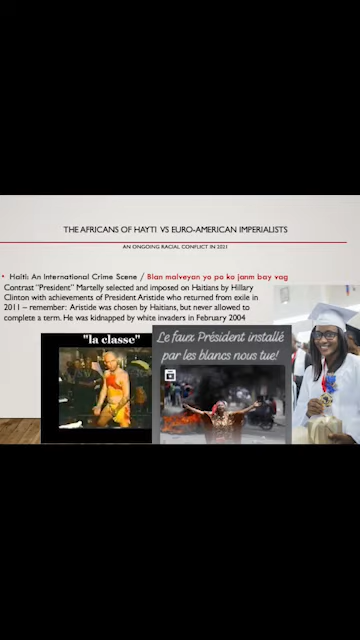 THE AFRICANS OF HAYTI VS EURO-AMERICAN IMPERIALISTS
AN ONGOING RACIAL CONFLICT IN 2021
• Haiti: An International Crime Scene / Blan malveyan yo po ko janm bay vag
Contrast "President" Martelly selected and imposed on Haitians by Hillary
Clinton with achievements of President Aristide who returned from exile in
2011 – remember: Aristide was chosen by Haitians, but never allowed to
complete a term. He was kidnapped by white invaders in February 2004
"la classe"
Le faux Président installé
par les blancs nous tue!